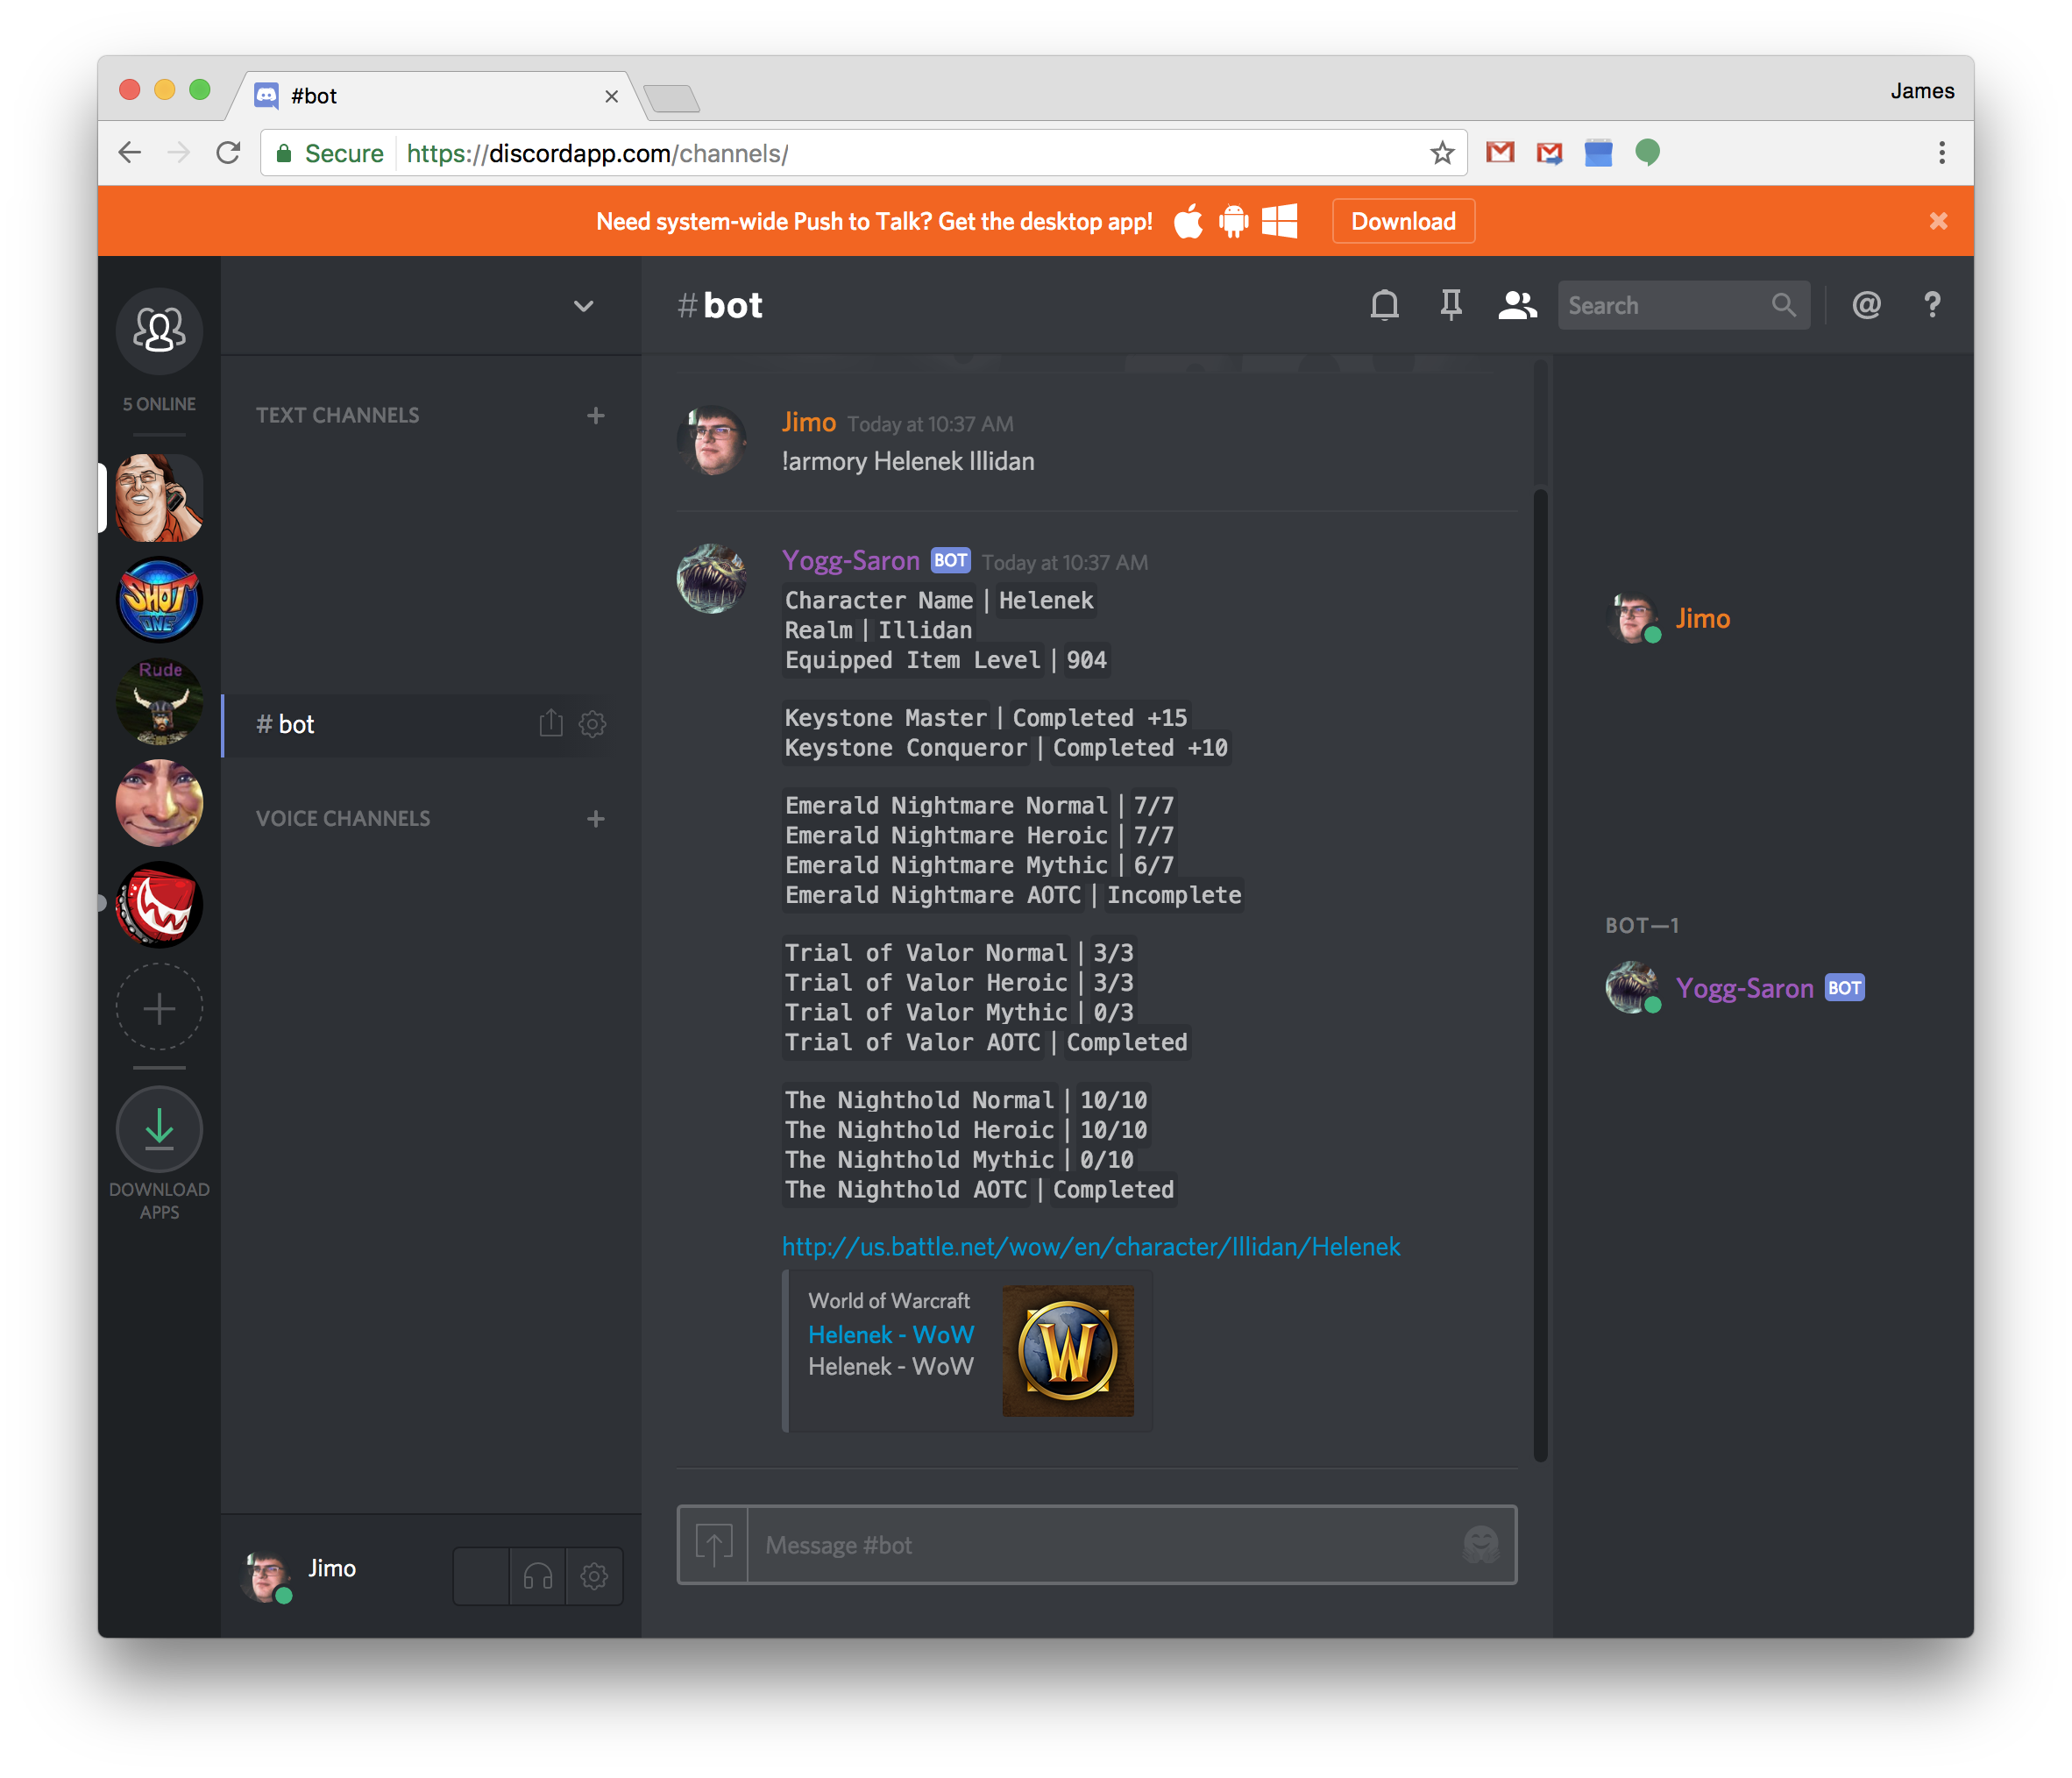 #bot
James
Secure https://discordapp.com/channels/
Need system-wide Push to Talk? Get the desktop app! Download
#bot
Search
5 ONLINE
TEXT CHANNELS
SHOT
ONE
Rude
#bot
VOICE CHANNELS
DOWNLOAD
APPS
Jimo
Jimo Today at 10:37 AM
!armory Helenek Illidan
Yogg-Saron BOT Today at 10:37 AM
Character Name | Helenek
Realm | Illidan
Equipped Item Level | 904
Keystone Master | Completed +15
Keystone Conqueror | Completed +10
Emerald Nightmare Normal | 7/7
Emerald Nightmare Heroic | 7/7
Emerald Nightmare Mythic | 6/7
Emerald Nightmare AOTC | Incomplete
Trial of Valor Normal | 3/3
Trial of Valor Heroic | 3/3
Trial of Valor Mythic | 0/3
Trial of Valor AOTC | Completed
The Nighthold Normal | 10/10
The Nighthold Heroic | 10/10
The Nighthold Mythic | 0/10
The Nighthold AOTC | Completed
http://us.battle.net/wow/en/character/Illidan/Helenek
World of Warcraft
Helenek - WoW
Helenek - WoW
W
Message #bot
Jimo
BOT—1
Yogg-Saron BOT